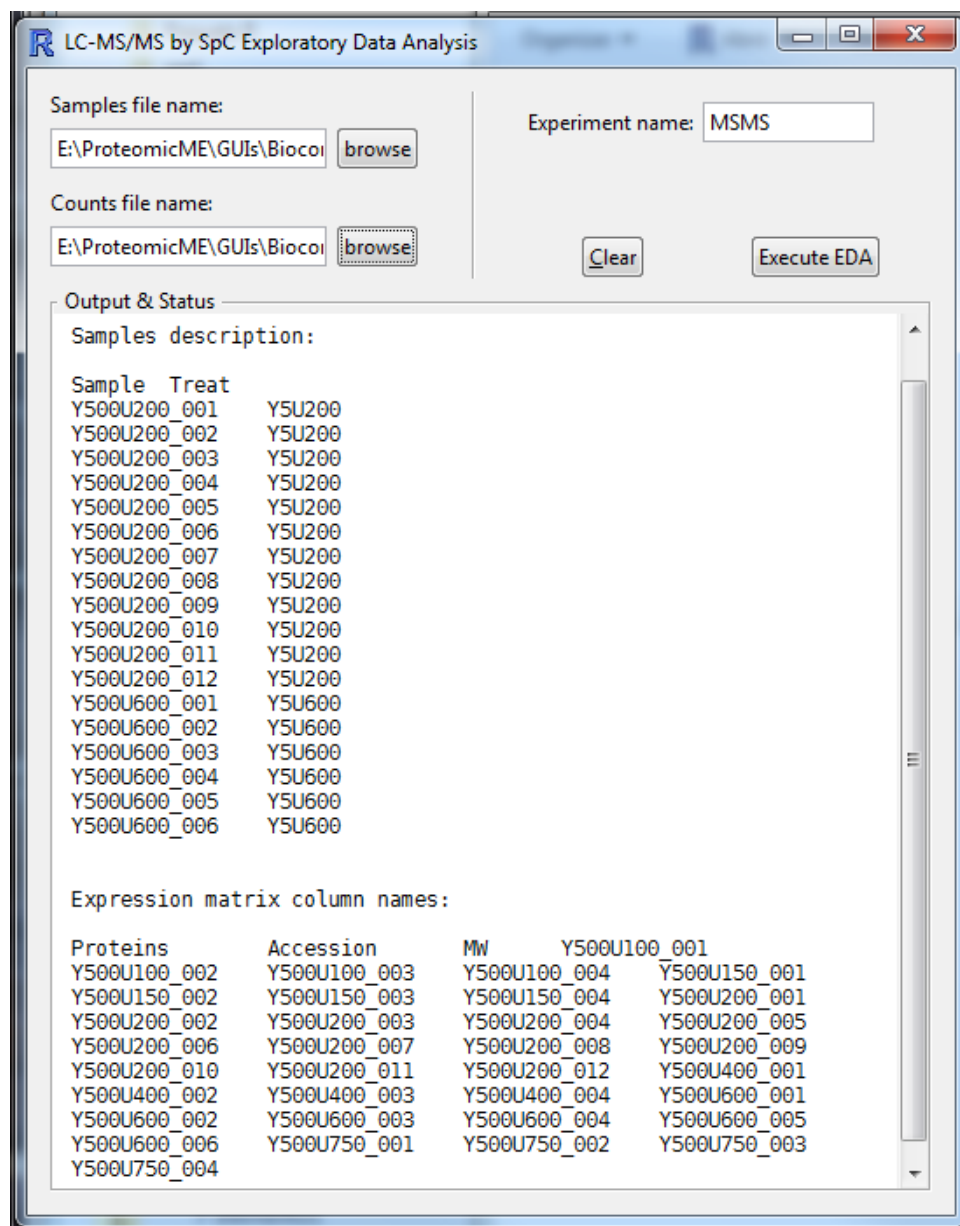 LC-MS/MS by SpC Exploratory Data Analysis
Samples file name:
E:\ProteomicME\GUIs\Biocor browse
Experiment name: MSMS
Counts file name:
E:\ProteomicME\GUIs\Biocor browse
Clear Execute EDA
Output & Status
Samples description:
Sample Treat
Y500U200_001 Y5U200
Y500U200_002 Y5U200
Y500U200_003 Y5U200
Y500U200_004 Y5U200
Y500U200_005 Y5U200
Y500U200_006 Y5U200
Y500U200_007 Y5U200
Y500U200_008 Y5U200
Y500U200_009 Y5U200
Y500U200_010 Y5U200
Y500U200_011 Y5U200
Y500U200_012 Y5U200
Y500U600_001 Y5U600
Y500U600_002 Y5U600
Y500U600_003 Y5U600
Y500U600_004 Y5U600
Y500U600_005 Y5U600
Y500U600_006 Y5U600
Expression matrix column names:
Proteins Accession MW Y500U100_001
Y500U100_002 Y500U100_003 Y500U100_004 Y500U150_001
Y500U150_002 Y500U150_003 Y500U150_004 Y500U200_001
Y500U200_002 Y500U200_003 Y500U200_004 Y500U200_005
Y500U200_006 Y500U200_007 Y500U200_008 Y500U200_009
Y500U200_010 Y500U200_011 Y500U200_012 Y500U400_001
Y500U400_002 Y500U400_003 Y500U400_004 Y500U600_001
Y500U600_002 Y500U600_003 Y500U600_004 Y500U600_005
Y500U600_006 Y500U750_001 Y500U750_002 Y500U750_003
Y500U750_004